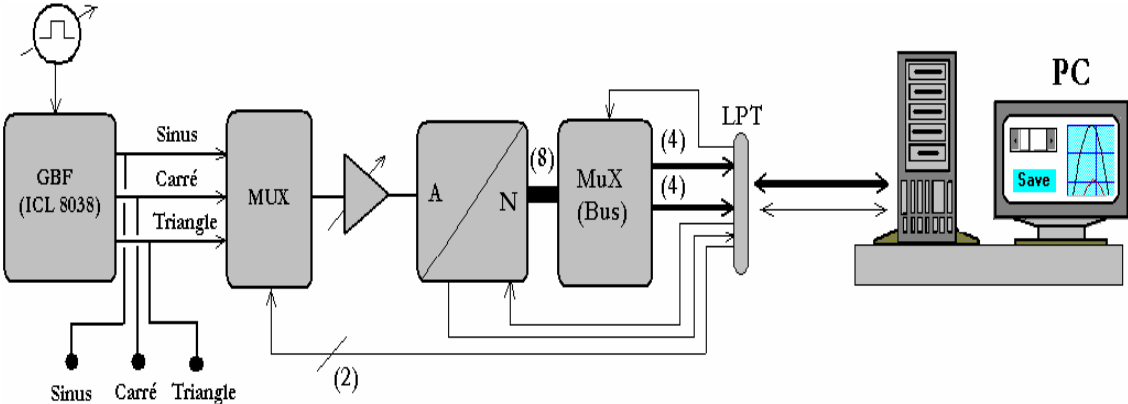 GBF
(ICL 8038)
Sinus
Carré
Triangle
MUX
A
N
(8)
MuX
(Bus)
(4)
(4)
LPT
PC
Save
(2)
Sinus
Carré
Triangle